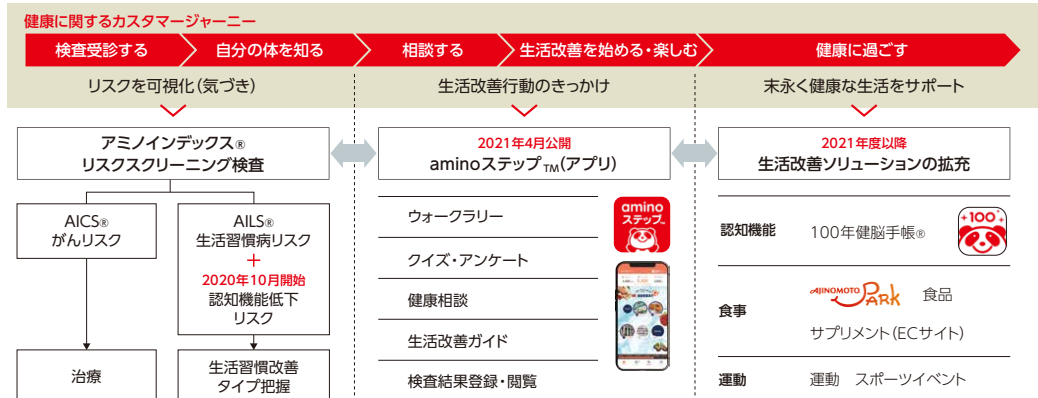 健康に関するカスタマージャーニー
検査受診する
自分の体を知る
相談する
生活改善を始める・楽しむ
健康に過ごす
リスクを可視化(気づき)
生活改善行動のきっかけ
末永く健康な生活をサポート
アミノインデックス®
リスクスクリーニング検査
AICS®
がんリスク
AILS®
生活習慣病リスク
+
2020年10月開始
認知機能低下
リスク
治療
生活習慣改善
タイプ把握
2021年4月公開
aminoステップ™(アプリ)
ウォークラリー
クイズ・アンケート
健康相談
生活改善ガイド
検査結果登録・閲覧
amino
ステップ
2021年度以降
生活改善ソリューションの拡充
認知機能
100年健脳手帳®
+100+
食事
AJINOMOTO PARK 食品
サプリメント(ECサイト)
運動
運動 スポーツイベント